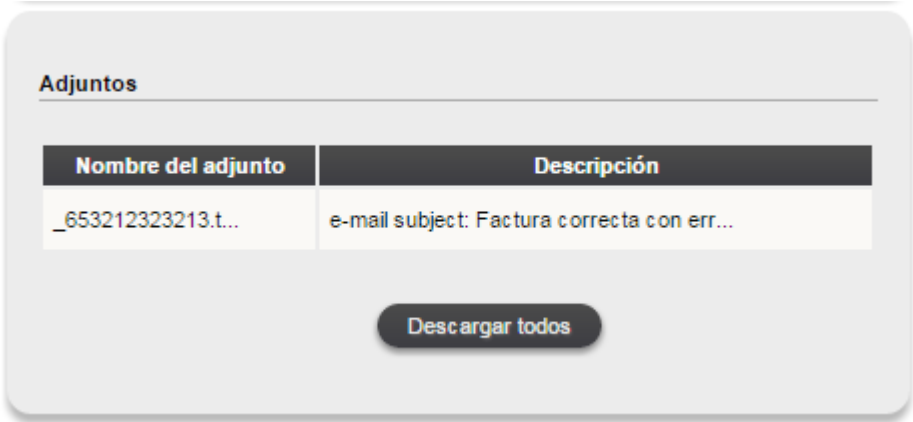 Adjuntos
Nombre del adjunto Descripción
_653212323213.t... e-mail subject: Factura correcta con err...
Descargar todos